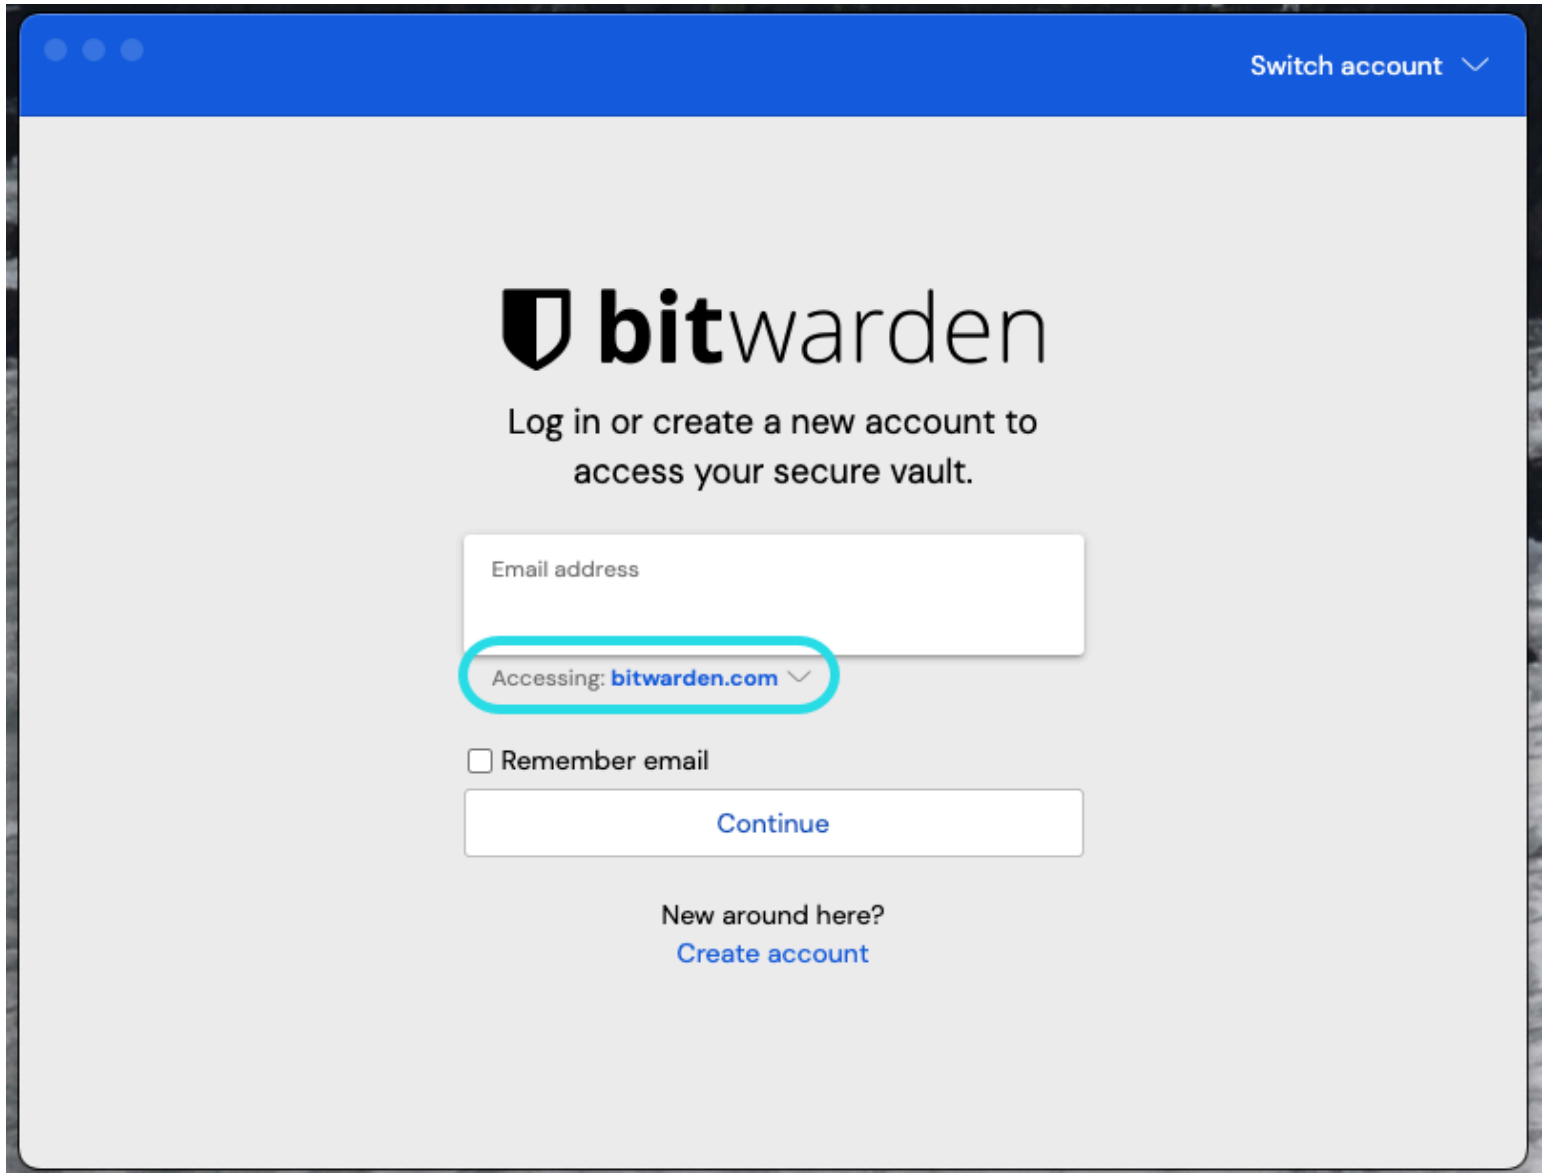 Switch account
bitwarden
Log in or create a new account to
access your secure vault.
Email address
Accessing: bitwarden.com
Remember email
Continue
New around here?
Create account